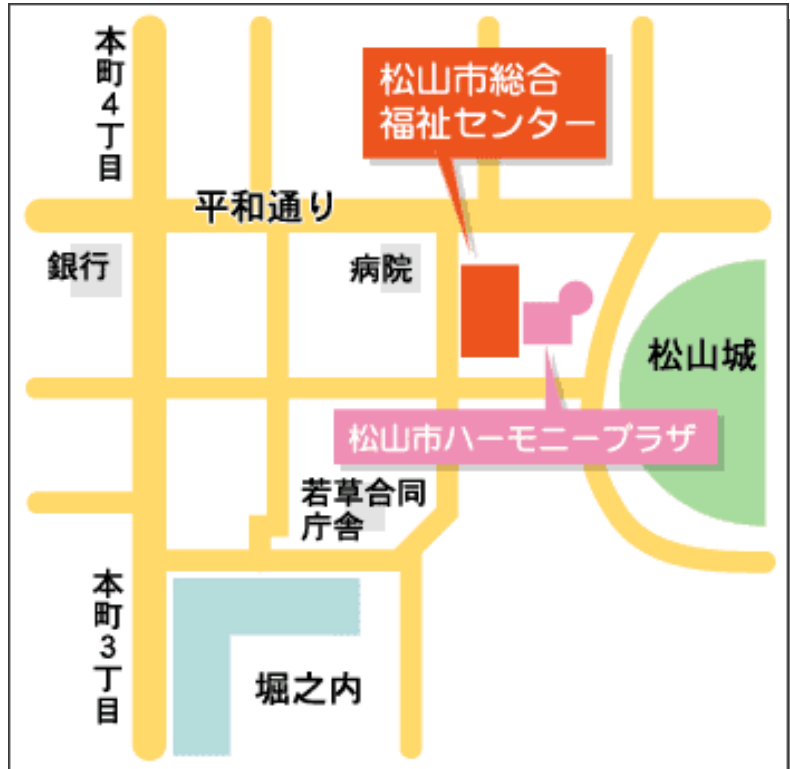 本町4丁目
松山市総合
福祉センター
平和通り
銀行
病院
松山城
松山市ハーモニープラザ
若草合同
庁舎
本町3丁目
堀之内